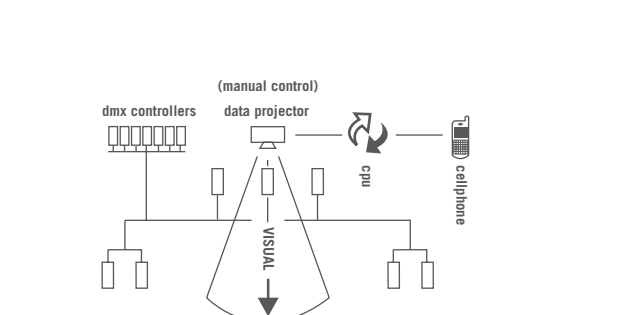 (manual control)
dmx controllers
data projector
cpu
cellphone
VISUAL